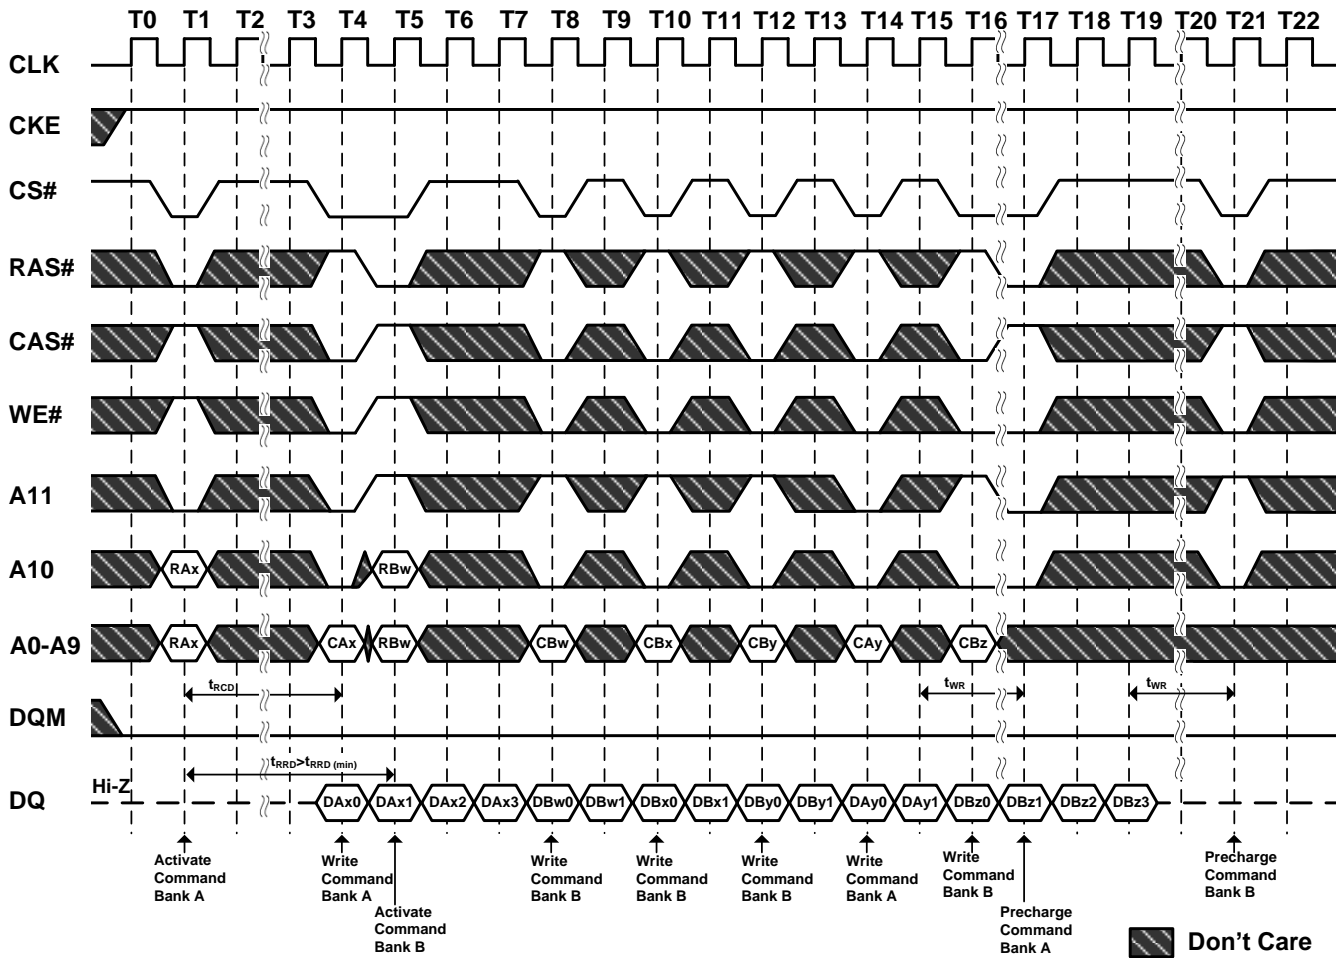 T0 T1 T2 T3 T4 T5 T6 T7 T8 T9 T10 T11 T12 T13 T14 T15 T16 T17 T18 T19 T20 T21 T22
CLK
CKE
CS#
RAS#
CAS#
WE#
A11
A10 RAx RBw
A0-A9 RAx CAx RBw CBw CBx CBy CAy CBz
tRCD tWR tWR
DQM
tRRD>tRRD (min)
Hi-Z
DQ DAx0 DAx1 DAx2 DAx3 DBw0 DBw1 DBx0 DBx1 DBy0 DBy1 DAy0 DAy1 DBz0 DBz1 DBz2 DBz3
Activate
Command
Bank A
Write
Command
Bank A
Activate
Command
Bank B
Write
Command
Bank B
Write
Command
Bank B
Write
Command
Bank B
Write
Command
Bank A
Write
Command
Bank B
Precharge
Command
Bank A
Precharge
Command
Bank B
Don't Care